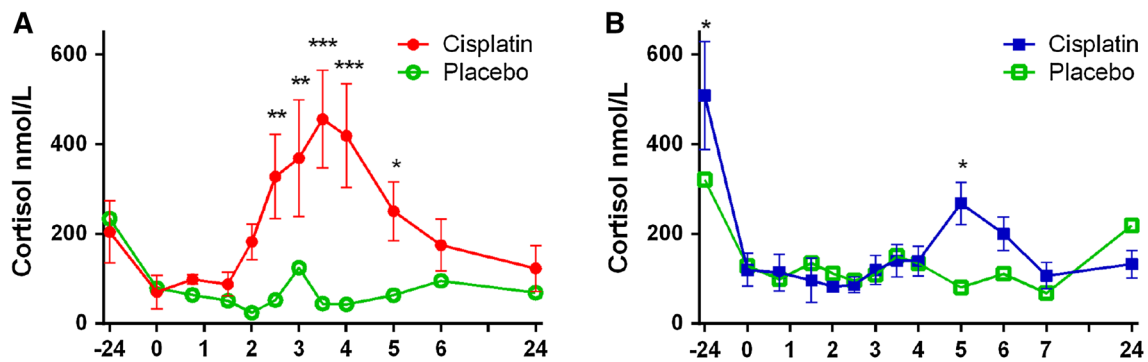 A
Cortisol nmol/L
600
400
200
0
-24 0 1 2 3 4 5 6 24
** ** *** *** *
Cisplatin
Placebo
B
Cortisol nmol/L
600
400
200
0
-24 0 1 2 3 4 5 6 7 24
* *
Cisplatin
Placebo